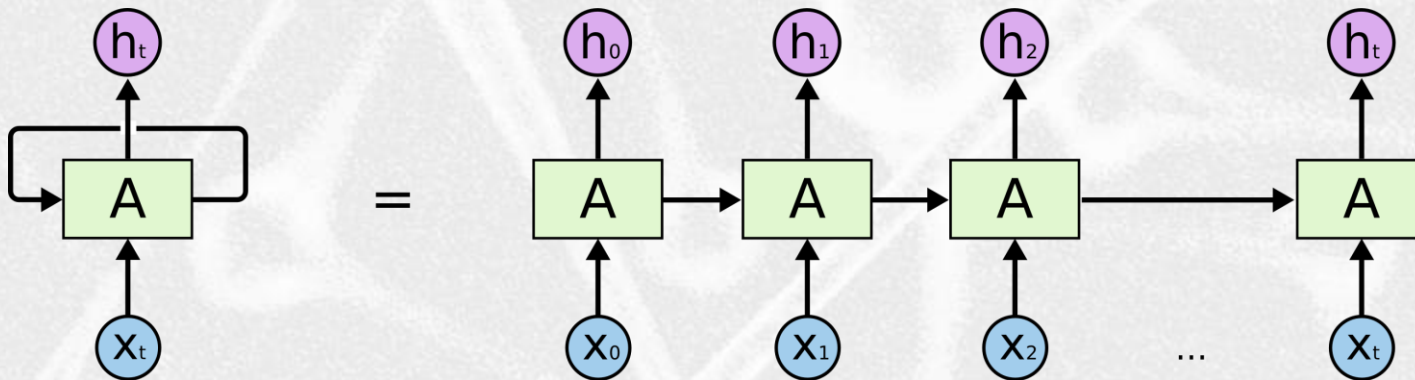 hₜ h₀ h₁ h₂ hₜ
A = A A A A
xₜ x₀ x₁ x₂ ... xₜ